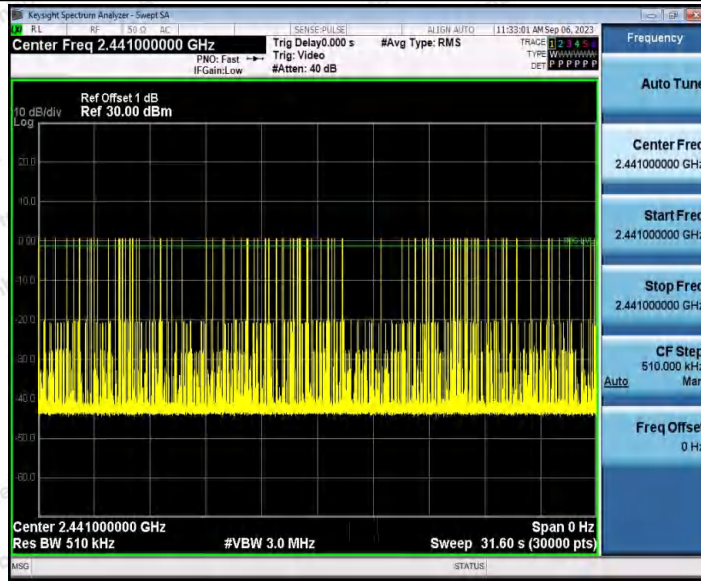 Keysight Spectrum Analyzer - Swept SA
RL RF 50 Ω AC SENSE:PULSE ALIGN AUTO 11:33:01 AM Sep 06, 2023
Center Freq 2.441000000 GHz
PNO: Fast
IFGain:Low
Trig Delay0.000 s
Trig: Video
#Atten: 40 dB
#Avg Type: RMS
TRACE 1 2 3 4 5 6
TYPE WWWWWW
DET P P P P P P
Ref Offset 1 dB
10 dB/div Ref 30.00 dBm
Log
20.0
10.0
0.00
-10.0
-20.0
-30.0
-40.0
-50.0
-60.0
Center 2.441000000 GHz Span 0 Hz
Res BW 510 kHz #VBW 3.0 MHz Sweep 31.60 s (30000 pts)
MSG STATUS
Frequency
Auto Tune
Center Freq
2.441000000 GHz
Start Freq
2.441000000 GHz
Stop Freq
2.441000000 GHz
CF Step
510.000 kHz
Auto Man
Freq Offset
0 Hz